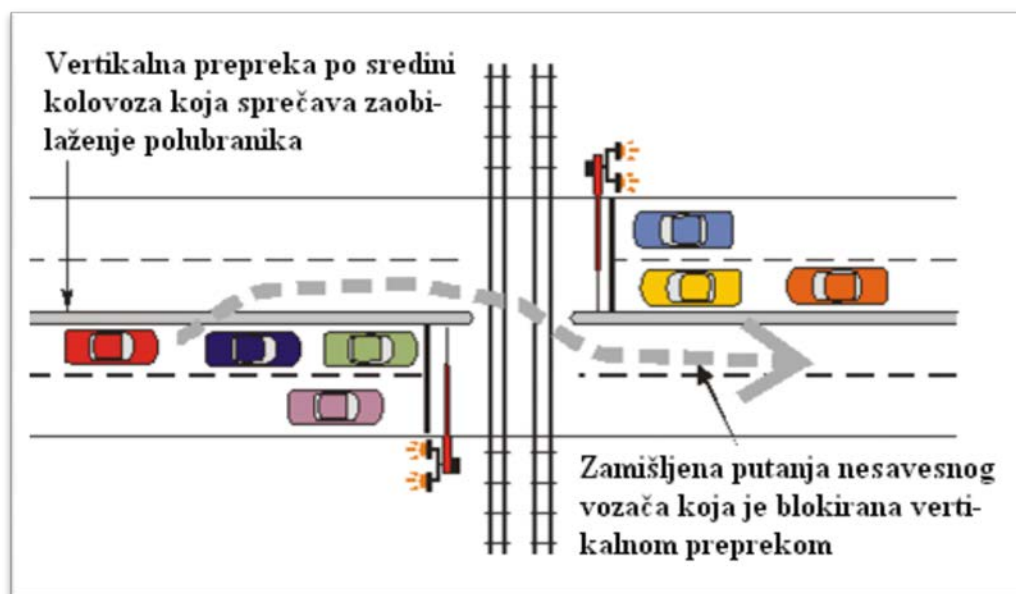 Vertikalna prepreka po sredini
kolovoza koja sprečava zaobi-
laženje polubranika
Zamišljena putanja nesavesnog
vozača koja je blokirana verti-
kalnom preprekom